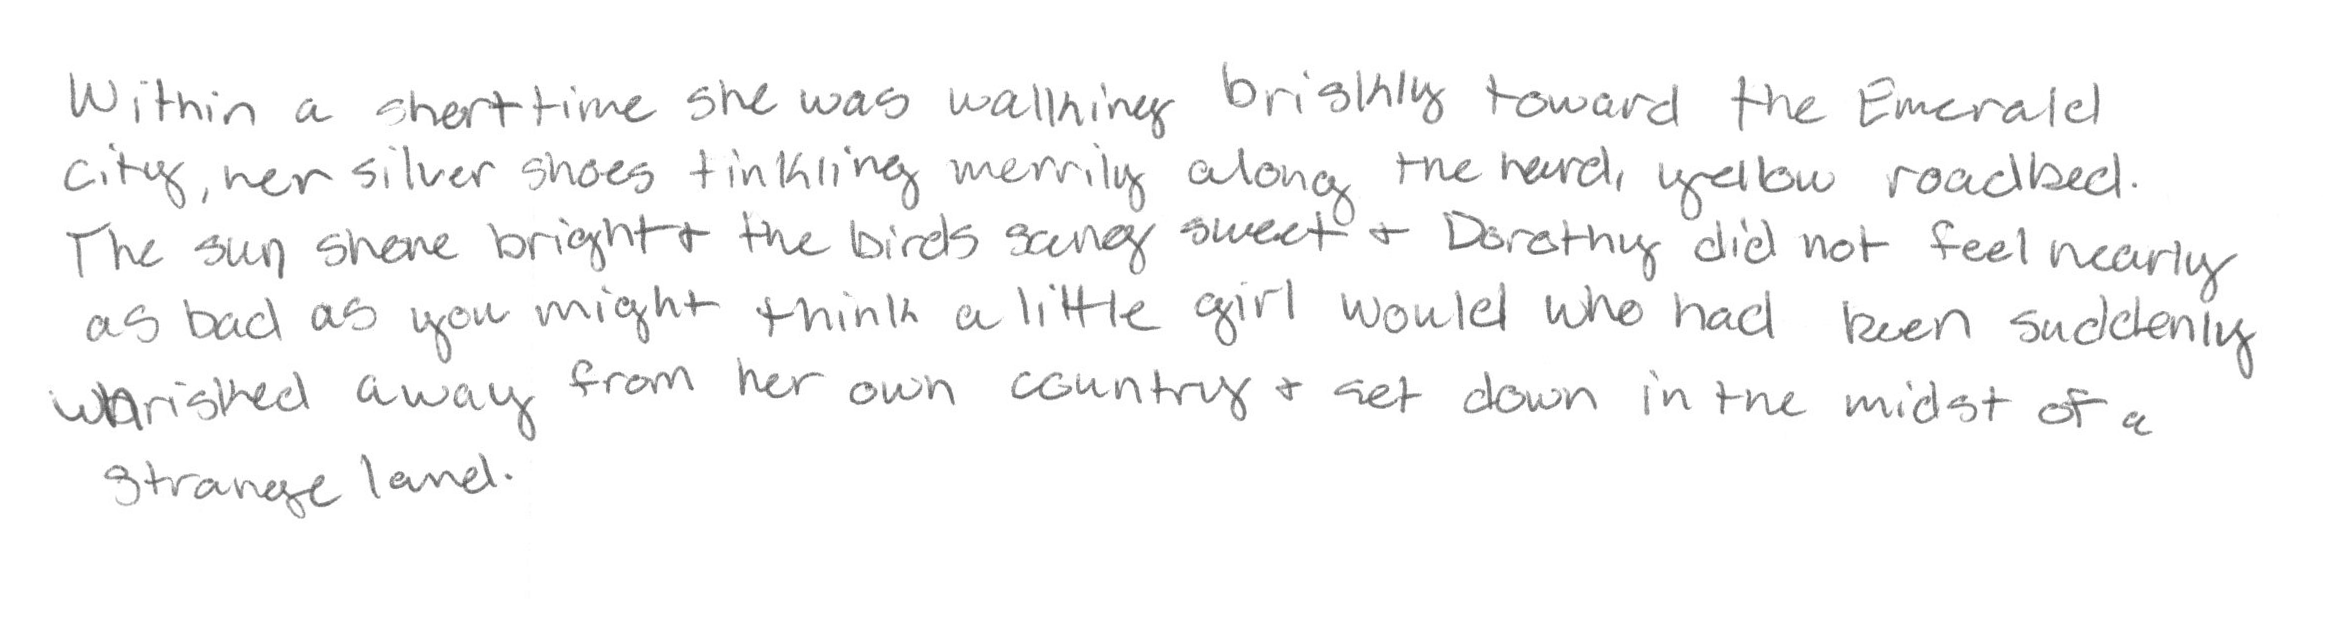 Within a short time she was walking briskly toward the Emerald
City, her silver shoes tinkling merrily along the hard, yellow roadbed.
The sun shone bright + the birds sang sweet + Dorothy did not feel nearly
as bad as you might think a little girl would who had been suddenly
whisked away from her own country + set down in the midst of a
strange land.